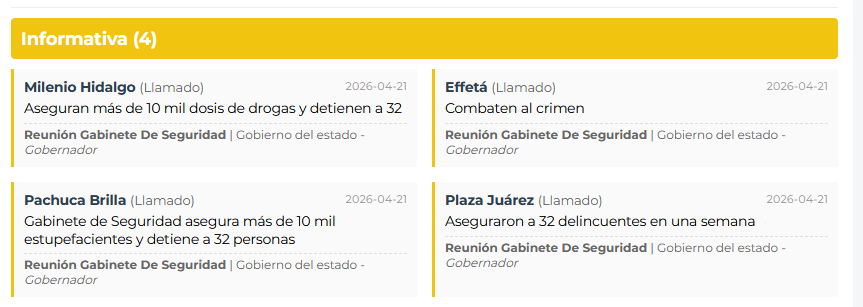 Informativa (4)
Milenio Hidalgo (Llamado) 2026-04-21
Aseguran más de 10 mil dosis de drogas y detienen a 32
Reunión Gabinete De Seguridad | Gobierno del estado -
Gobernador
Effetá (Llamado) 2026-04-21
Combaten al crimen
Reunión Gabinete De Seguridad | Gobierno del estado -
Gobernador
Pachuca Brilla (Llamado) 2026-04-21
Gabinete de Seguridad asegura más de 10 mil
estupefacientes y detiene a 32 personas
Reunión Gabinete De Seguridad | Gobierno del estado -
Gobernador
Plaza Juárez (Llamado) 2026-04-21
Aseguraron a 32 delincuentes en una semana
Reunión Gabinete De Seguridad | Gobierno del estado -
Gobernador